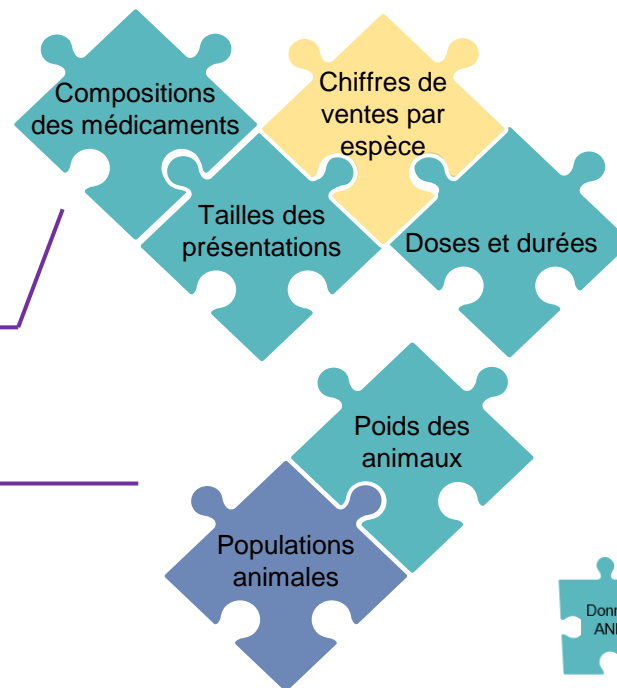 Compositions
des médicaments
Chiffres de
ventes par
espèce
Tailles des
présentations
Doses et durées
Poids des
animaux
Populations
animales